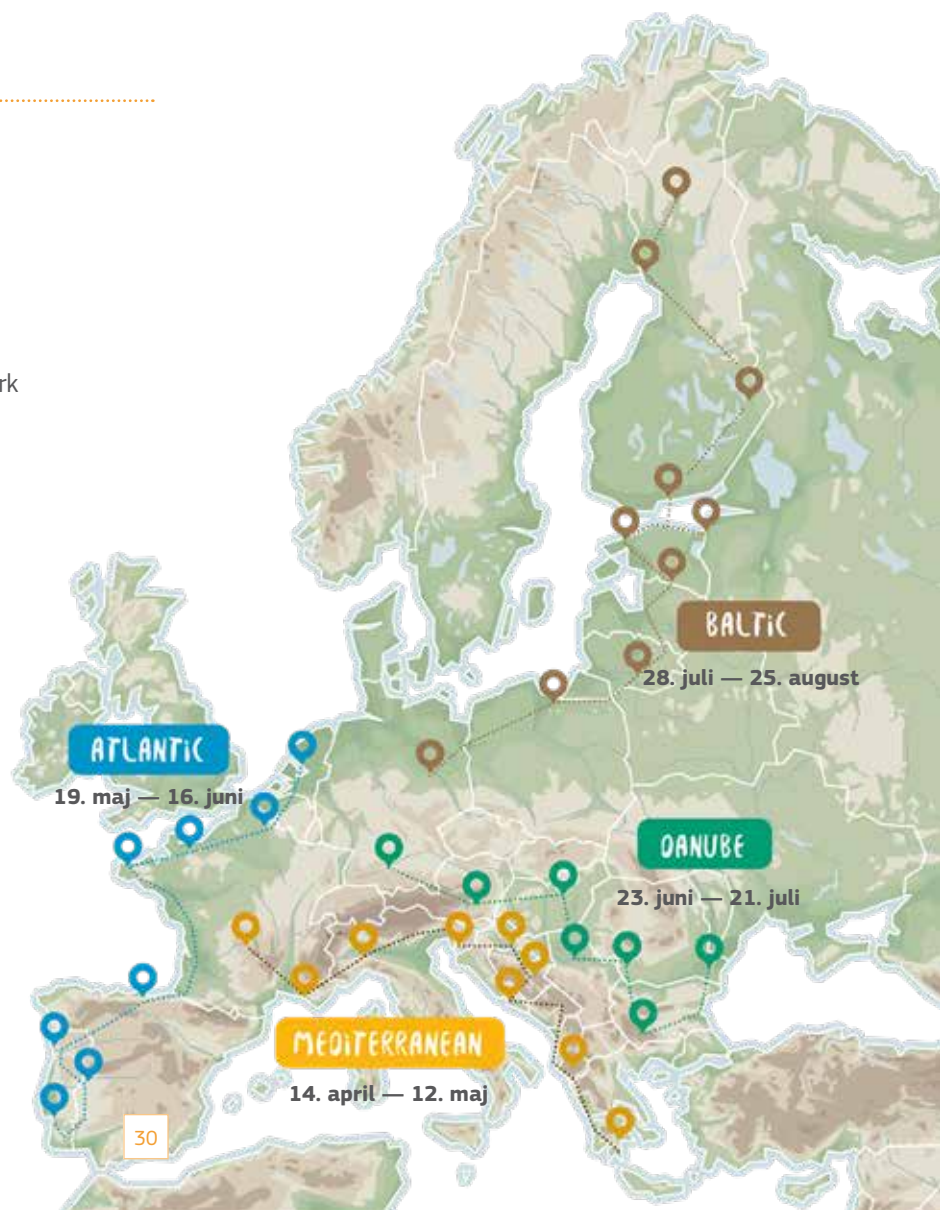 rk
BALTIC
28. juli — 25. august
ATLANTIC
19. maj — 16. juni
DANUBE
23. juni — 21. juli
MEDITERRANEAN
14. april — 12. maj
30